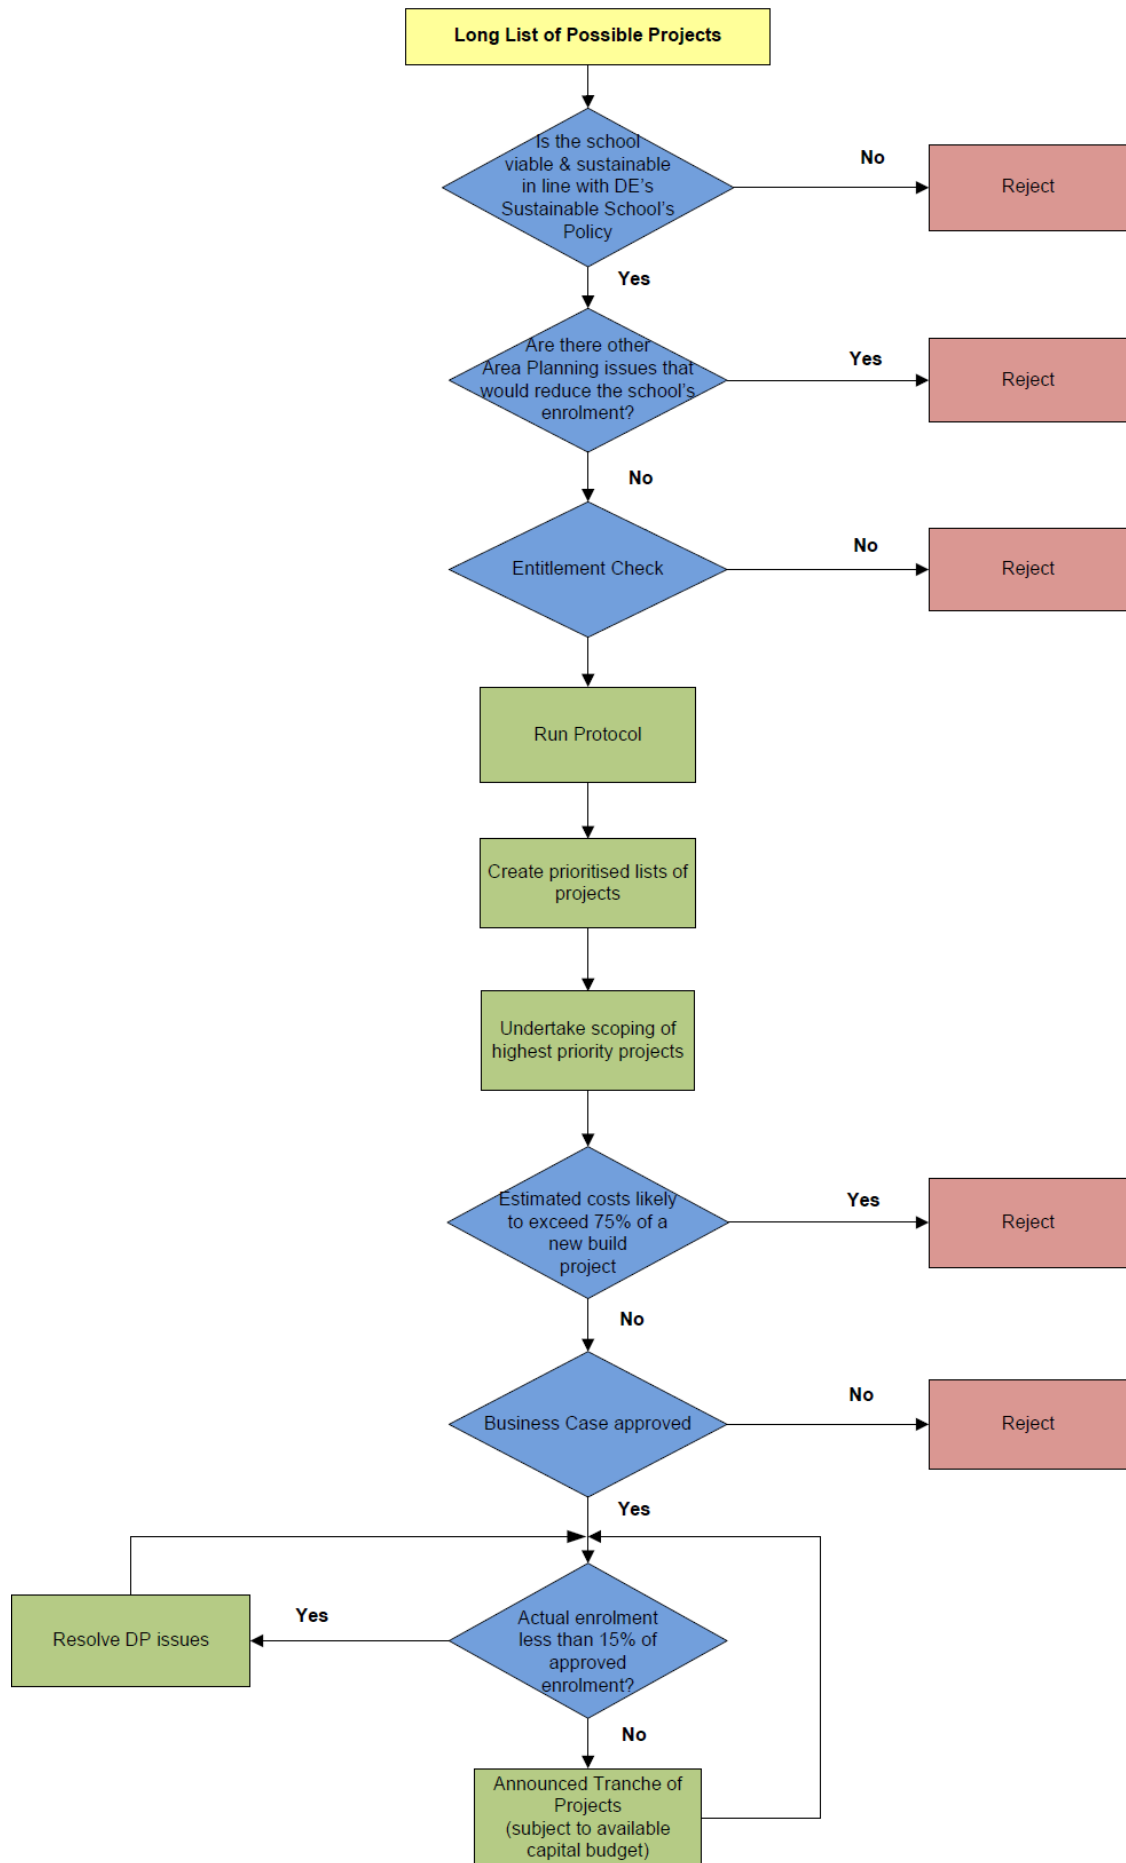 Long List of Possible Projects
Is the school
viable & sustainable
in line with DE's
Sustainable School's
Policy
No
Reject
Yes
Are there other
Area Planning issues that
would reduce the school's
enrolment?
Yes
Reject
No
Entitlement Check
No
Reject
Run Protocol
Create prioritised lists of
projects
Undertake scoping of
highest priority projects
Estimated costs likely
to exceed 75% of a
new build
project
Yes
Reject
No
Business Case approved
No
Reject
Yes
Actual enrolment
less than 15% of
approved
enrolment?
Yes
Resolve DP issues
No
Announced Tranche of
Projects
(subject to available
capital budget)